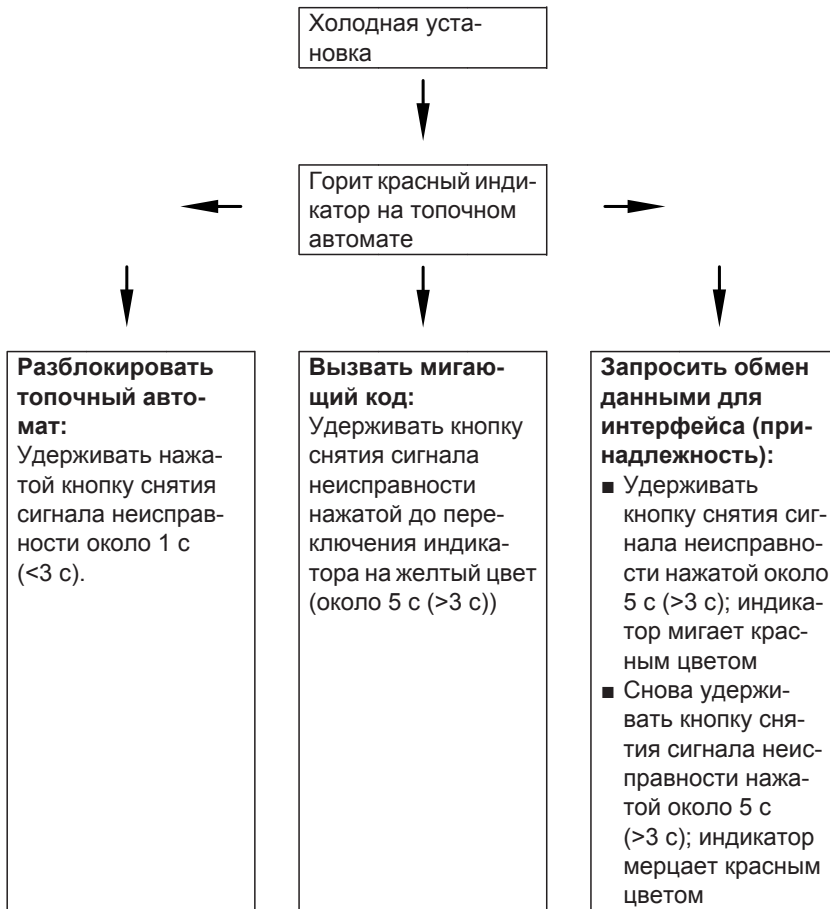 Холодная уста-
новка
Горит красный инди-
катор на топочном
автомате
Разблокировать
топочный авто-
мат:
Удерживать нажа-
той кнопку снятия
сигнала неисправ-
ности около 1 с
(<3 с).
Вызвать мигаю-
щий код:
Удерживать кнопку
снятия сигнала
неисправности
нажатой до пере-
ключения индика-
тора на желтый цвет
(около 5 с (>3 с))
Запросить обмен
данными для
интерфейса (при-
надлежность):
■ Удерживать
кнопку снятия сиг-
нала неисправно-
сти нажатой около
5 с (>3 с); индика-
тор мигает крас-
ным цветом
■ Снова удержи-
вать кнопку сня-
тия сигнала неис-
правности нажа-
той около 5 с
(>3 с); индикатор
мерцает красным
цветом